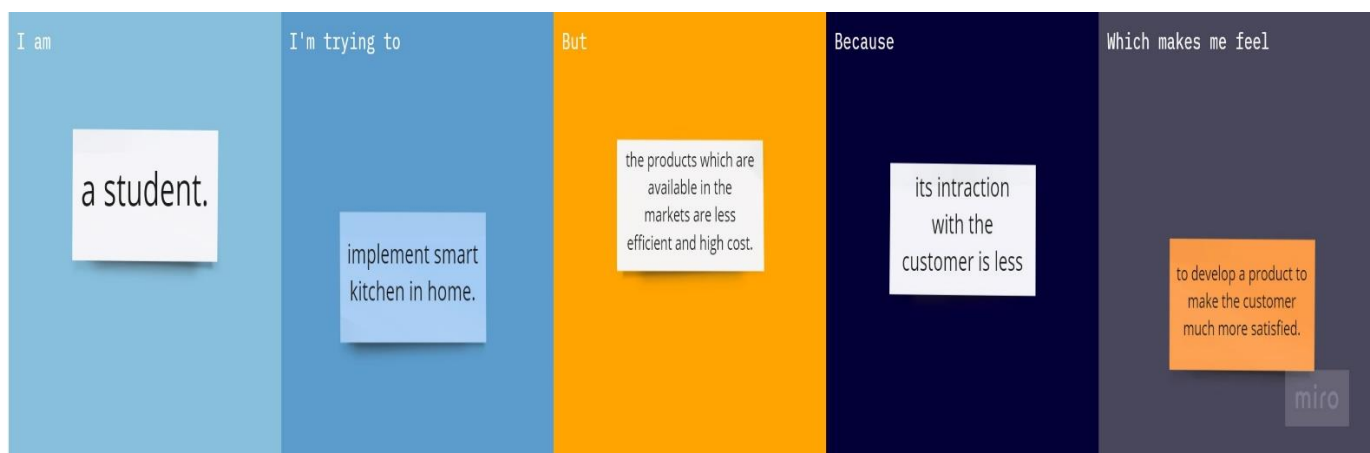 I am
a student.
I'm trying to
implement smart
kitchen in home.
But
the products which are
available in the
markets are less
efficient and high cost.
Because
its intraction
with the
customer is less
Which makes me feel
to develop a product to
make the customer
much more satisfied.
miro